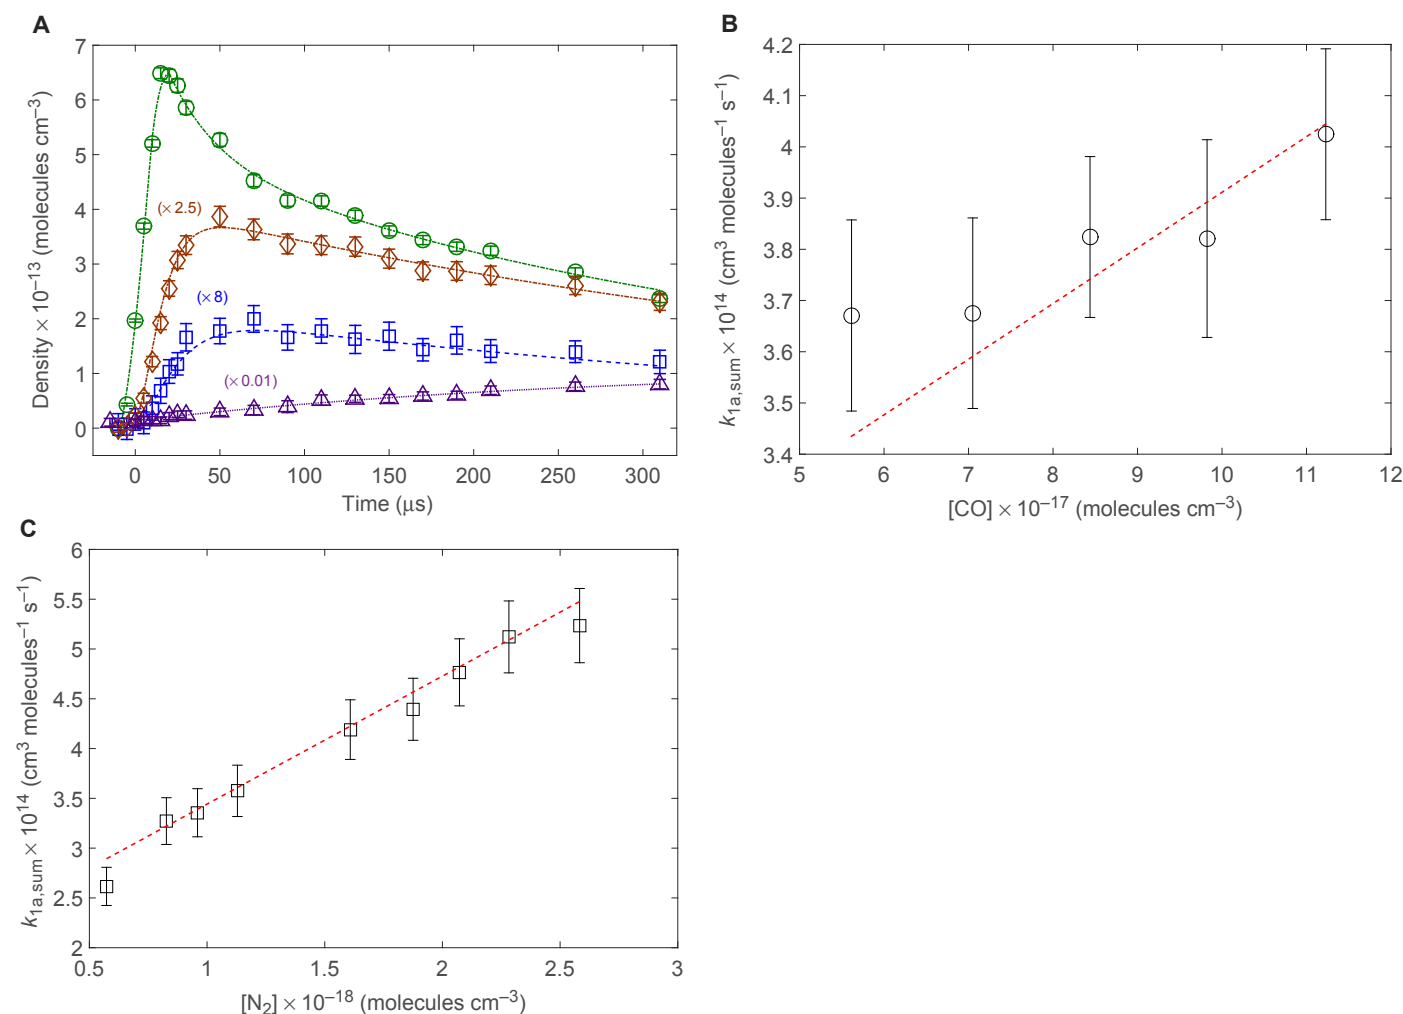 A
Density × 10⁻¹³ (molecules cm⁻³)
7
6
5
4
3
2
1
0
(× 2.5)
(× 8)
(× 0.01)
0 50 100 150 200 250 300
Time (μs)
B
k1a,sum × 10¹⁴ (cm³ molecules⁻¹ s⁻¹)
4.2
4.1
4
3.9
3.8
3.7
3.6
3.5
3.4
5 6 7 8 9 10 11 12
[CO] × 10⁻¹⁷ (molecules cm⁻³)
C
k1a,sum × 10¹⁴ (cm³ molecules⁻¹ s⁻¹)
6
5.5
5
4.5
4
3.5
3
2.5
2
0.5 1 1.5 2 2.5 3
[N₂] × 10⁻¹⁸ (molecules cm⁻³)